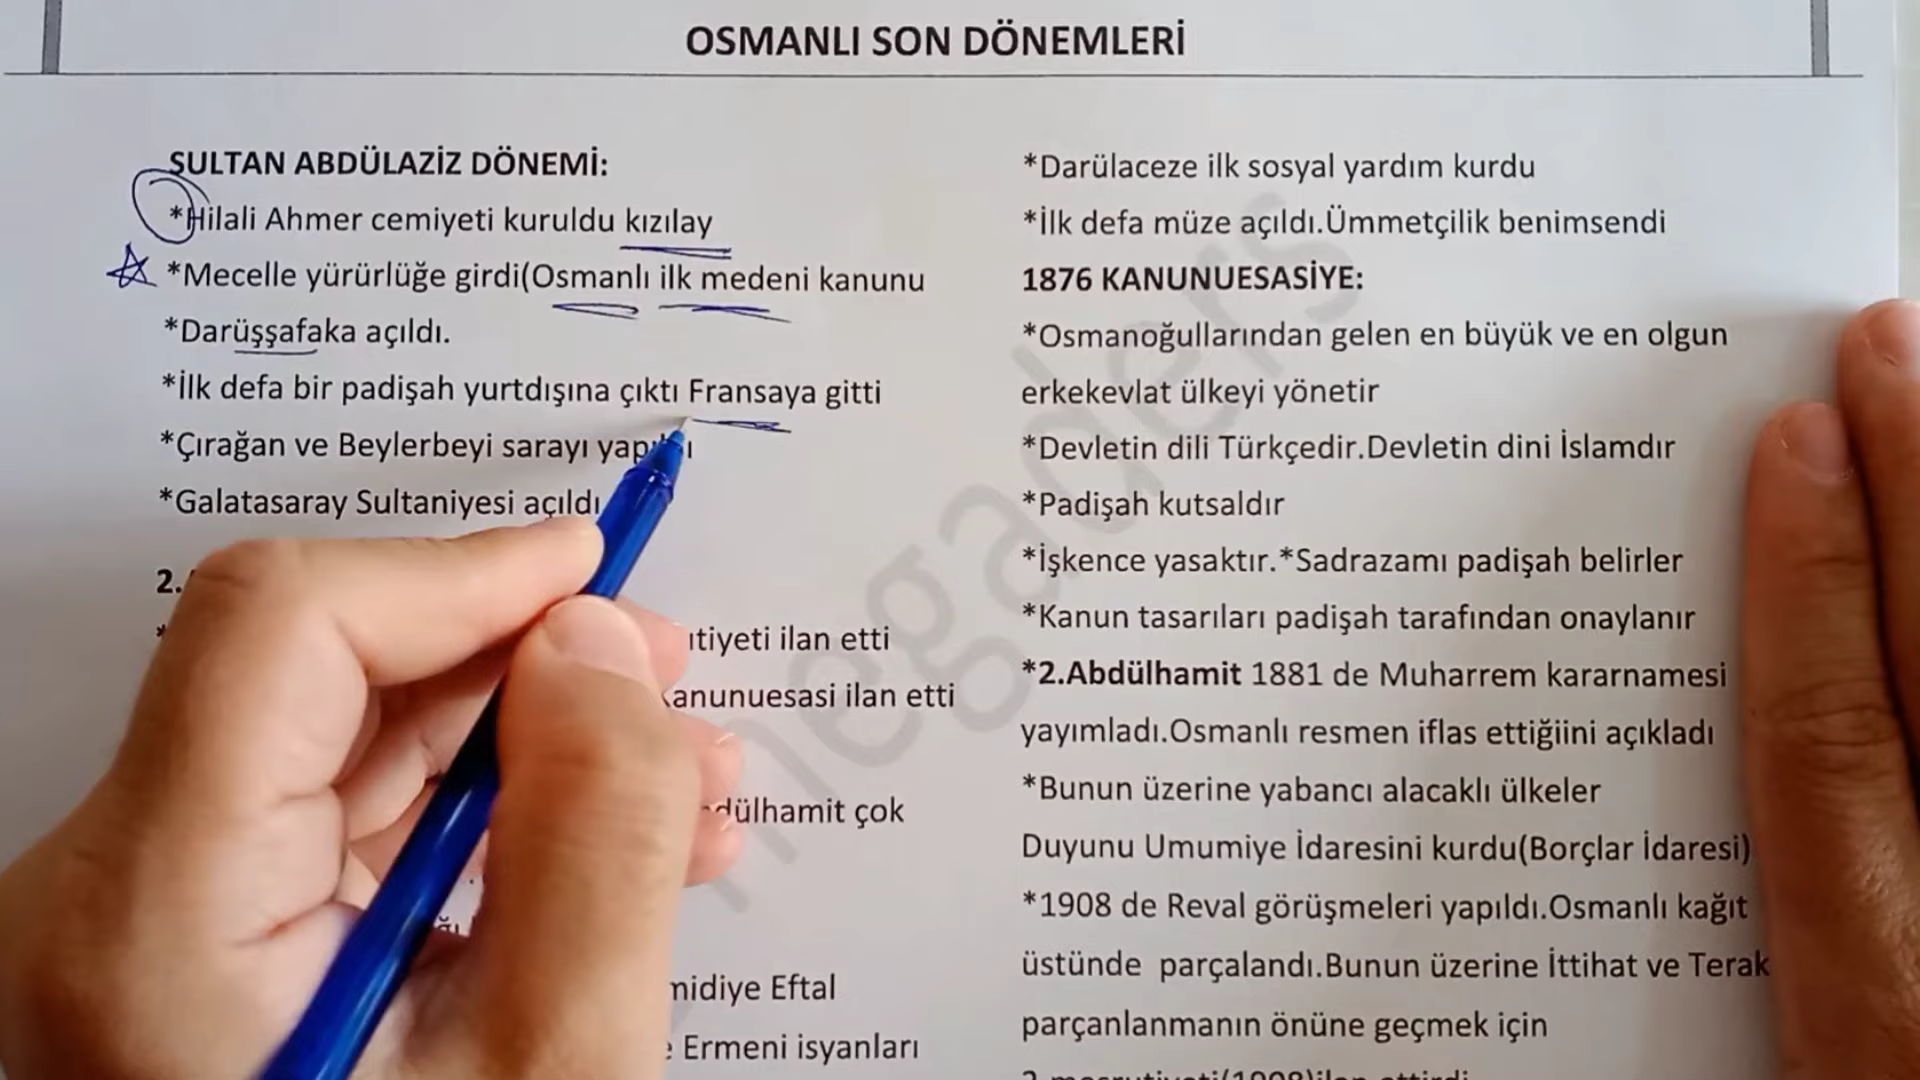 OSMANLI SON DÖNEMLERİ
SULTAN ABDÜLAZİZ DÖNEMİ:
*Hilali Ahmer cemiyeti kuruldu kızılay
*Mecelle yürürlüğe girdi(Osmanlı ilk medeni kanunu
*Darüşşafaka açıldı.
*İlk defa bir padişah yurtdışına çıktı Fransaya gitti
*Çırağan ve Beylerbeyi sarayı
*Galatasaray Sultaniyesi açıldı
2.
ilan etti
ilan etti
çok
Eftal
Ermeni isyanları
*Darülaceze ilk sosyal yardım kurdu
*İlk defa müze açıldı.Ümmetçilik benimsendi
1876 KANUNUESASİYE:
*Osmanoğullarından gelen en büyük ve en olgun
erkekevlat ülkeyi yönetir
*Devletin dili Türkçedir.Devletin dini İslamdır
*Padişah kutsaldır
*İşkence yasaktır.*Sadrazamı padişah belirler
*Kanun tasarıları padişah tarafından onaylanır
*2.Abdülhamit 1881 de Muharrem kararnamesi
yayımladı.Osmanlı resmen iflas ettiğiini açıkladı
*Bunun üzerine yabancı alacaklı ülkeler
Duyunu Umumiye İdaresini kurdu(Borçlar İdaresi)
*1908 de Reval görüşmeleri yapıldı.Osmanlı kağıt
üstünde parçalandı.Bunun üzerine İttihat ve Terak
parçanlanmanın önüne geçmek için
negaders